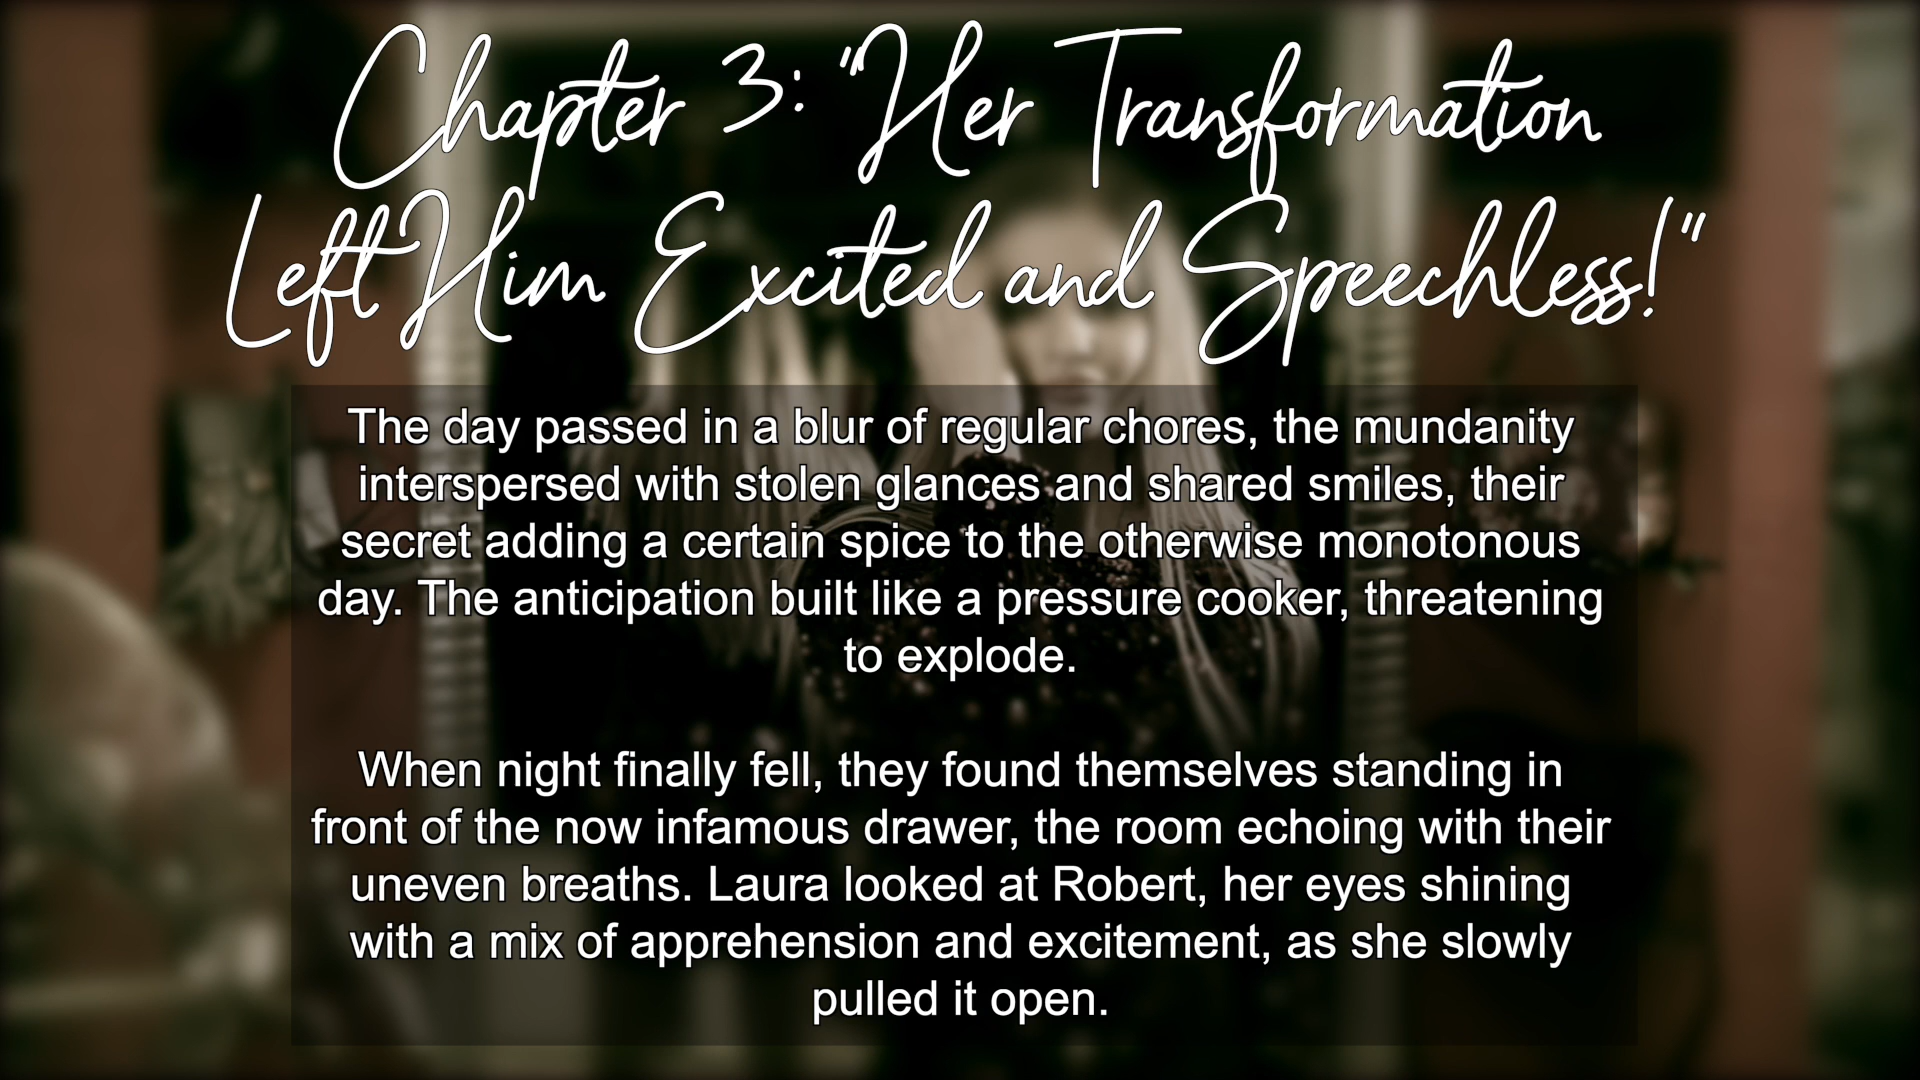 Chapter 3: "Her Transformation
Left Him Excited and Speechless!"
The day passed in a blur of regular chores, the mundanity
interspersed with stolen glances and shared smiles, their
secret adding a certain spice to the otherwise monotonous
day. The anticipation built like a pressure cooker, threatening
to explode.
When night finally fell, they found themselves standing in
front of the now infamous drawer, the room echoing with their
uneven breaths. Laura looked at Robert, her eyes shining
with a mix of apprehension and excitement, as she slowly
pulled it open.